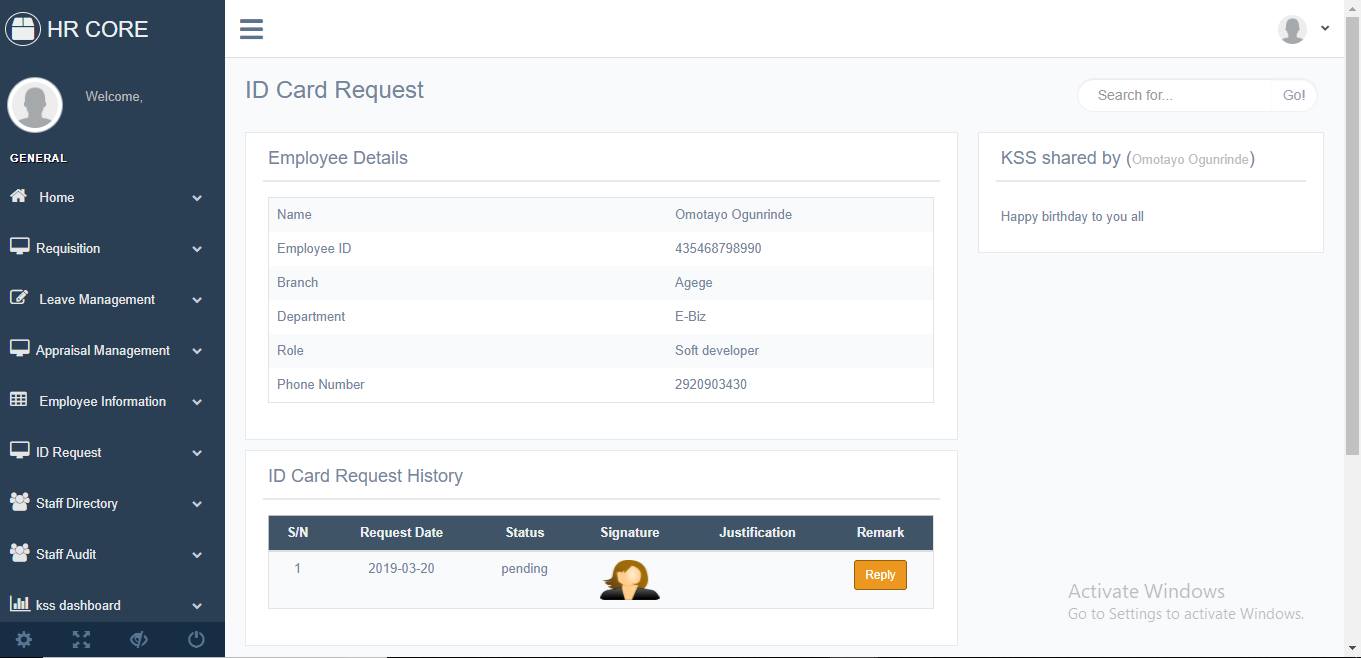 HR CORE
Welcome,
GENERAL
Home
Requisition
Leave Management
Appraisal Management
Employee Information
ID Request
Staff Directory
Staff Audit
kss dashboard
ID Card Request
Search for... Go!
Employee Details
Name Omotayo Ogunrinde
Employee ID 435468798990
Branch Agege
Department E-Biz
Role Soft developer
Phone Number 2920903430
KSS shared by (Omotayo Ogunrinde)
Happy birthday to you all
ID Card Request History
S/N Request Date Status Signature Justification Remark
1 2019-03-20 pending Reply
Activate Windows
Go to Settings to activate Windows.